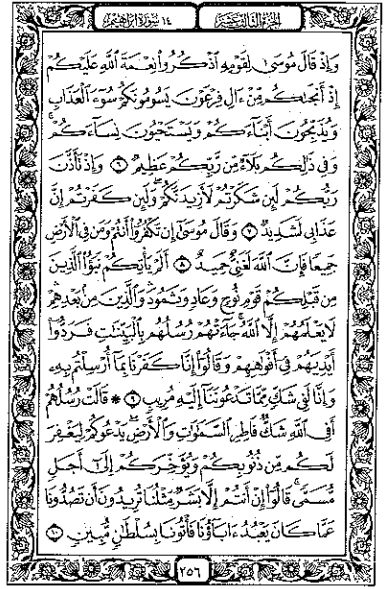 الجزء الثالث عشر
١٤ سورة إبراهيم
وَإِذْ قَالَ مُوسَىٰ لِقَوْمِهِ ٱذْكُرُوا۟ نِعْمَةَ ٱللَّهِ عَلَيْكُمْ
إِذْ أَنجَىٰكُم مِّنْ ءَالِ فِرْعَوْنَ يَسُومُونَكُمْ سُوٓءَ ٱلْعَذَابِ
وَيُذَبِّحُونَ أَبْنَآءَكُمْ وَيَسْتَحْيُونَ نِسَآءَكُمْ ۚ
وَفِى ذَٰلِكُم بَلَآءٌ مِّن رَّبِّكُمْ عَظِيمٌ ٦ وَإِذْ تَأَذَّنَ
رَبُّكُمْ لَئِن شَكَرْتُمْ لَأَزِيدَنَّكُمْ ۖ وَلَئِن كَفَرْتُمْ إِنَّ
عَذَابِى لَشَدِيدٌ ٧ وَقَالَ مُوسَىٰٓ إِن تَكْفُرُوٓا۟ أَنتُمْ وَمَن فِى ٱلْأَرْضِ
جَمِيعًا فَإِنَّ ٱللَّهَ لَغَنِىٌّ حَمِيدٌ ٨ أَلَمْ يَأْتِكُمْ نَبَؤُا۟ ٱلَّذِينَ
مِن قَبْلِكُمْ قَوْمِ نُوحٍ وَعَادٍ وَثَمُودَ ۛ وَٱلَّذِينَ مِنۢ بَعْدِهِمْ ۛ
لَا يَعْلَمُهُمْ إِلَّا ٱللَّهُ ۚ جَآءَتْهُمْ رُسُلُهُم بِٱلْبَيِّنَٰتِ فَرَدُّوٓا۟
أَيْدِيَهُمْ فِىٓ أَفْوَٰهِهِمْ وَقَالُوٓا۟ إِنَّا كَفَرْنَا بِمَآ أُرْسِلْتُم بِهِۦ
وَإِنَّا لَفِى شَكٍّ مِّمَّا تَدْعُونَنَآ إِلَيْهِ مُرِيبٍ ٩ ۞ قَالَتْ رُسُلُهُمْ
أَفِى ٱللَّهِ شَكٌّ فَاطِرِ ٱلسَّمَٰوَٰتِ وَٱلْأَرْضِ ۖ يَدْعُوكُمْ لِيَغْفِرَ
لَكُم مِّن ذُنُوبِكُمْ وَيُؤَخِّرَكُمْ إِلَىٰٓ أَجَلٍ
مُّسَمًّى ۚ قَالُوٓا۟ إِنْ أَنتُمْ إِلَّا بَشَرٌ مِّثْلُنَا تُرِيدُونَ أَن تَصُدُّونَا
عَمَّا كَانَ يَعْبُدُ ءَابَآؤُنَا فَأْتُونَا بِسُلْطَٰنٍ مُّبِينٍ ١٠
٢٥٦